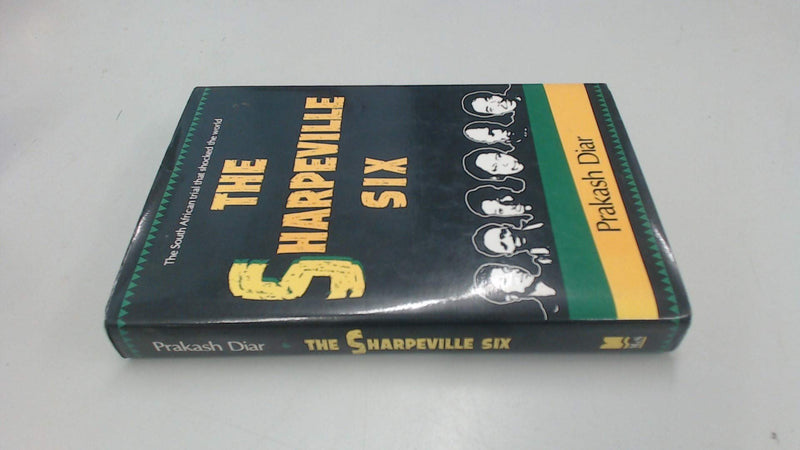 The South African trial that shocked the world
THE
SHARPEVILLE
SIX
Prakash Diar
Prakash Diar THE SHARPEVILLE SIX